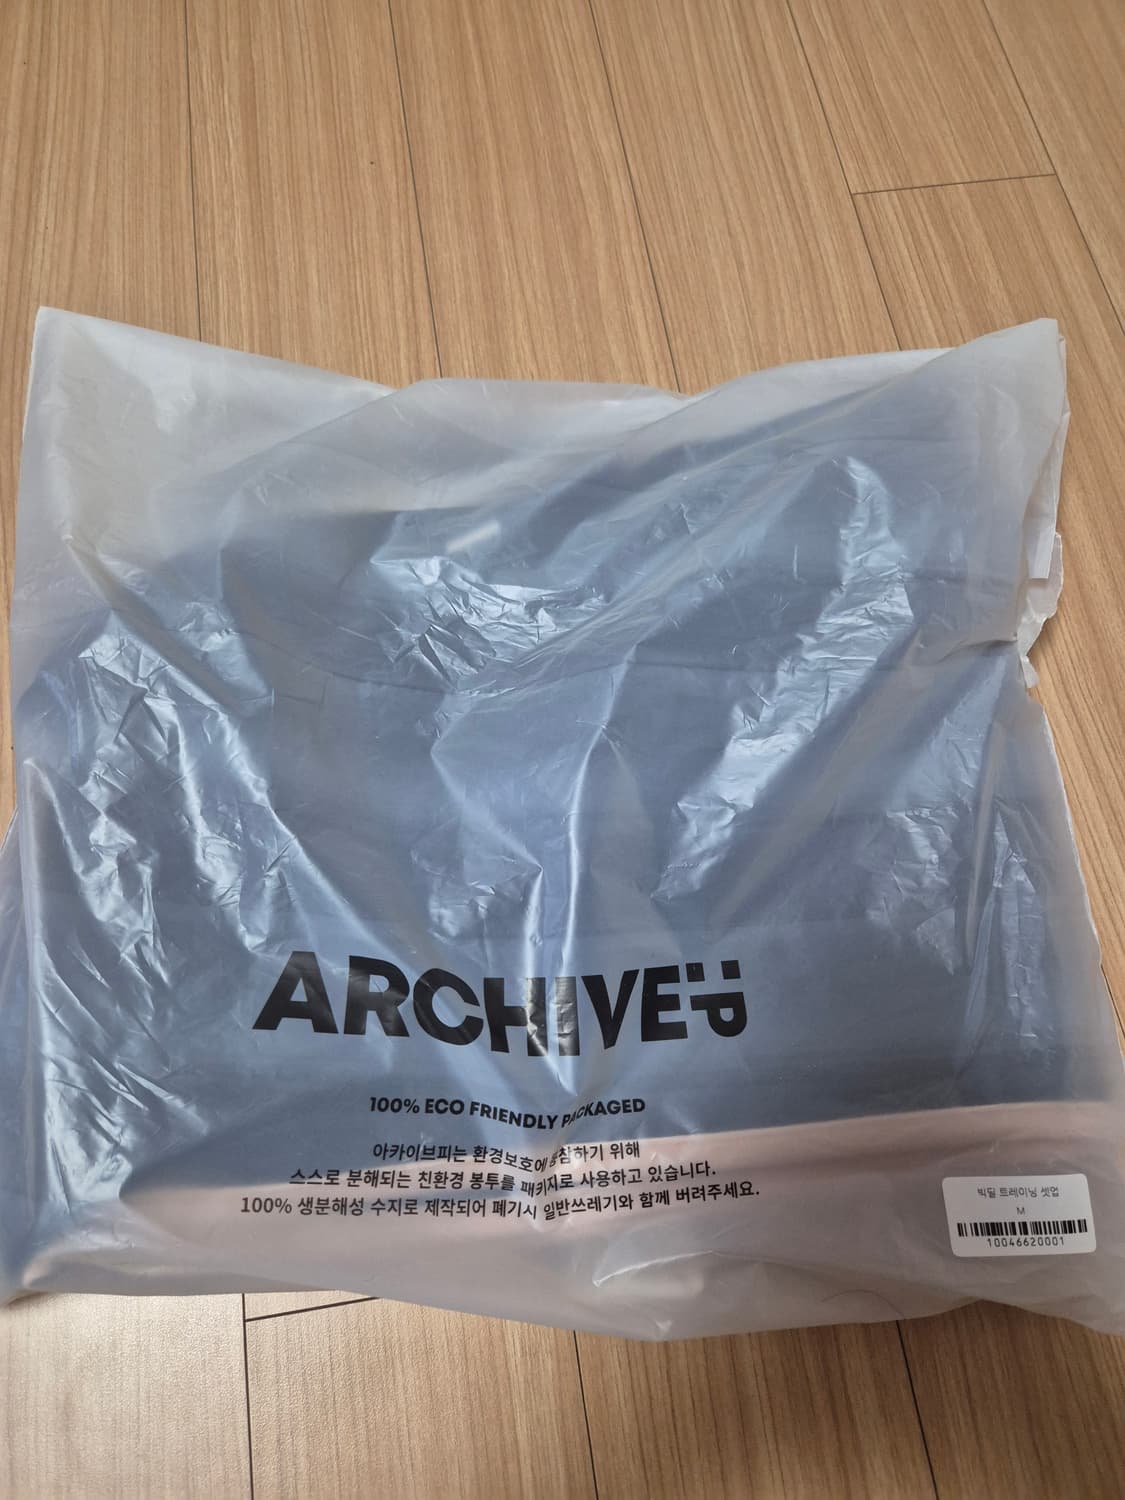 ARCHIVEP
100% ECO FRIENDLY PACKAGED
아카이브피는 환경보호에 동참하기 위해
스스로 분해되는 친환경 봉투를 패키지로 사용하고 있습니다.
100% 생분해성 수지로 제작되어 폐기시 일반쓰레기와 함께 버려주세요.
빅딜 트레이닝 셋업
M
10046620001